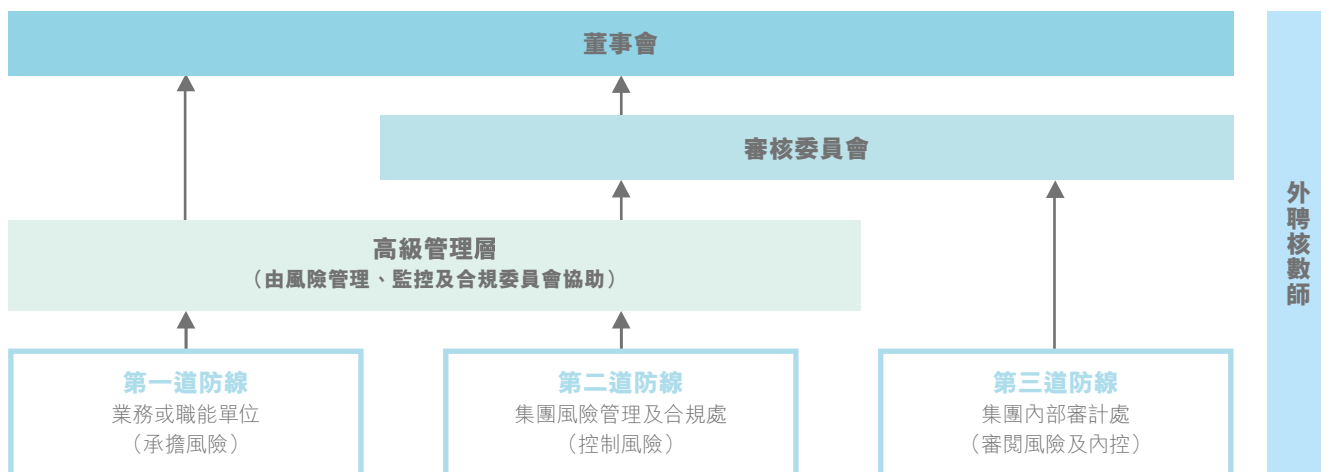 董事會
審核委員會
高級管理層
（由風險管理、監控及合規委員會協助）
第一道防線
業務或職能單位
（承擔風險）
第二道防線
集團風險管理及合規處
（控制風險）
第三道防線
集團內部審計處
（審閱風險及內控）
外聘核數師